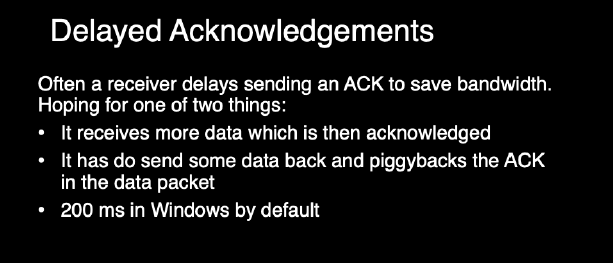 Delayed Acknowledgements
Often a receiver delays sending an ACK to save bandwidth.
Hoping for one of two things:
• It receives more data which is then acknowledged
• It has do send some data back and piggybacks the ACK
in the data packet
• 200 ms in Windows by default